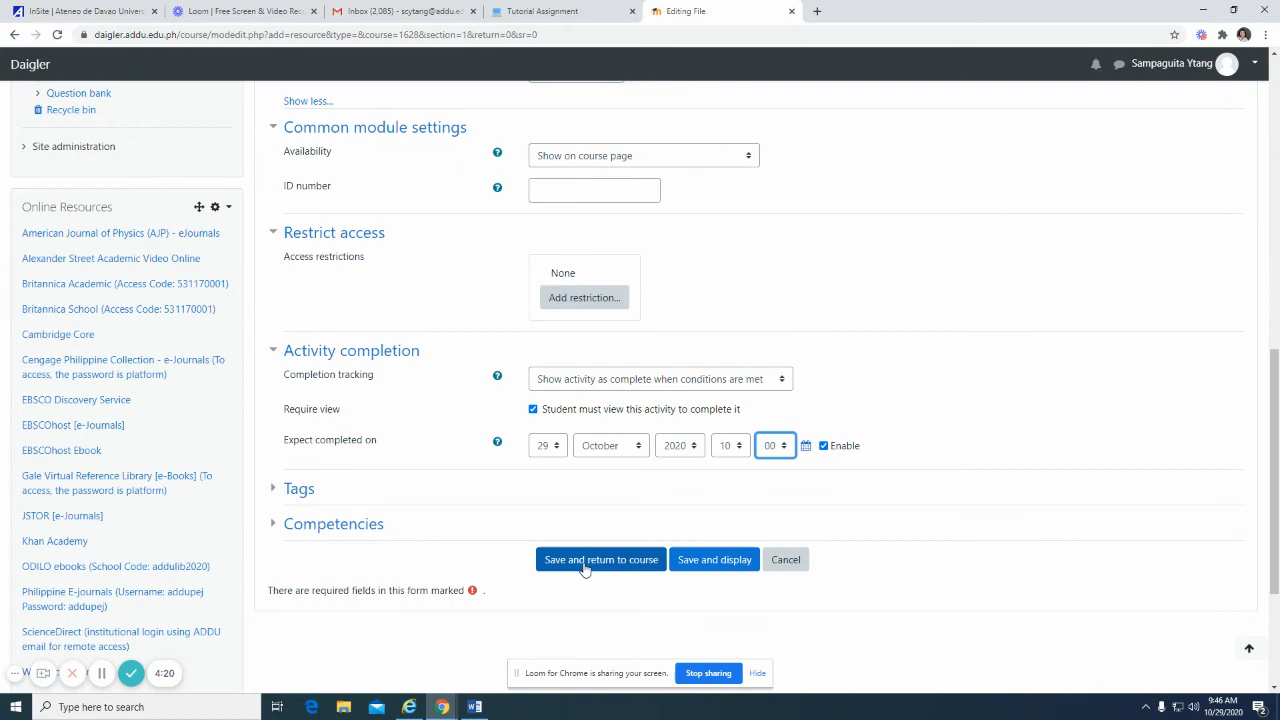 InSite | Ateneo de Davao Univers
Loom | Free Screen & Video Rec
Inbox (2,085) - scytang@addu.ed
Tutorial Assignment
Editing File
daigler.addu.edu.ph/course/modedit.php?add=resource&type=&course=1628&section=1&return=0&sr=0
Daigler
Sampaguita Ytang
Question bank
Recycle bin
Site administration
Online Resources
American Journal of Physics (AJP) - eJournals
Alexander Street Academic Video Online
Britannica Academic (Access Code: 531170001)
Britannica School (Access Code: 531170001)
Cambridge Core
Cengage Philippine Collection - e-Journals (To
access, the password is platform)
EBSCO Discovery Service
EBSCOhost [e-Journals]
EBSCOhost Ebook
Gale Virtual Reference Library [e-Books] (To
access, the password is platform)
JSTOR [e-Journals]
Khan Academy
ODILO ebooks (School Code: addulib2020)
Philippine E-journals (Username: addupej
Password: addupej)
ScienceDirect (institutional login using ADDU
email for remote access)
Show less...
Common module settings
Availability
Show on course page
ID number
Restrict access
Access restrictions
None
Add restriction...
Activity completion
Completion tracking
Show activity as complete when conditions are met
Require view
Student must view this activity to complete it
Expect completed on
29 October 2020 10 00 Enable
Tags
Competencies
Save and return to course
Save and display
Cancel
There are required fields in this form marked .
4:20
Loom for Chrome is sharing your screen.
Stop sharing
Hide
Type here to search
9:46 AM
10/29/2020
2